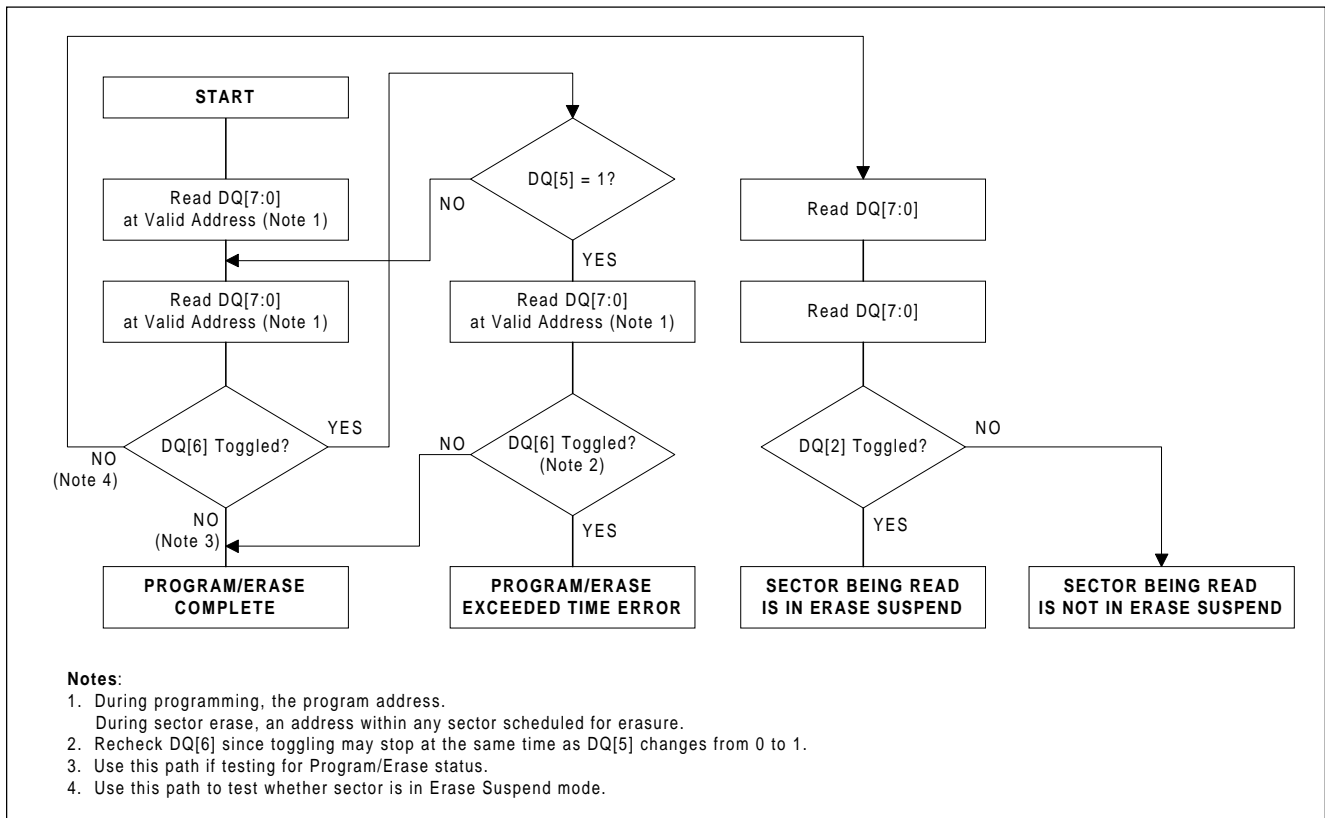 START
Read DQ[7:0]
at Valid Address (Note 1)
Read DQ[7:0]
at Valid Address (Note 1)
DQ[6] Toggled?
YES
NO
(Note 4)
NO
(Note 3)
PROGRAM/ERASE
COMPLETE
DQ[5] = 1?
NO
YES
Read DQ[7:0]
at Valid Address (Note 1)
DQ[6] Toggled?
(Note 2)
NO
YES
PROGRAM/ERASE
EXCEEDED TIME ERROR
Read DQ[7:0]
Read DQ[7:0]
DQ[2] Toggled?
NO
YES
SECTOR BEING READ
IS IN ERASE SUSPEND
SECTOR BEING READ
IS NOT IN ERASE SUSPEND
Notes:
1. During programming, the program address.
During sector erase, an address within any sector scheduled for erasure.
2. Recheck DQ[6] since toggling may stop at the same time as DQ[5] changes from 0 to 1.
3. Use this path if testing for Program/Erase status.
4. Use this path to test whether sector is in Erase Suspend mode.